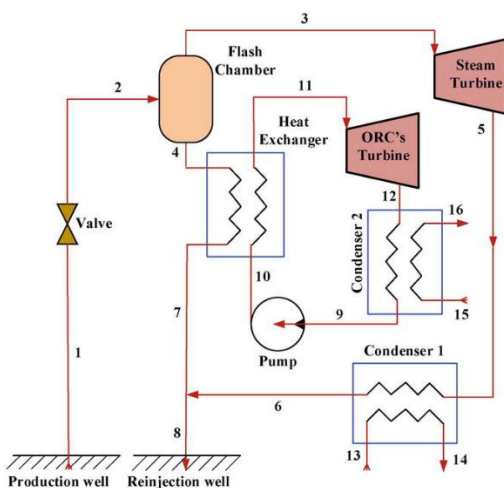 3
Flash
Chamber
Steam
Turbine
2
11
5
4
Heat
Exchanger
ORC's
Turbine
12
16
Valve
Condenser 2
10
7
9
15
Pump
1
Condenser 1
6
8
13
14
Production well
Reinjection well